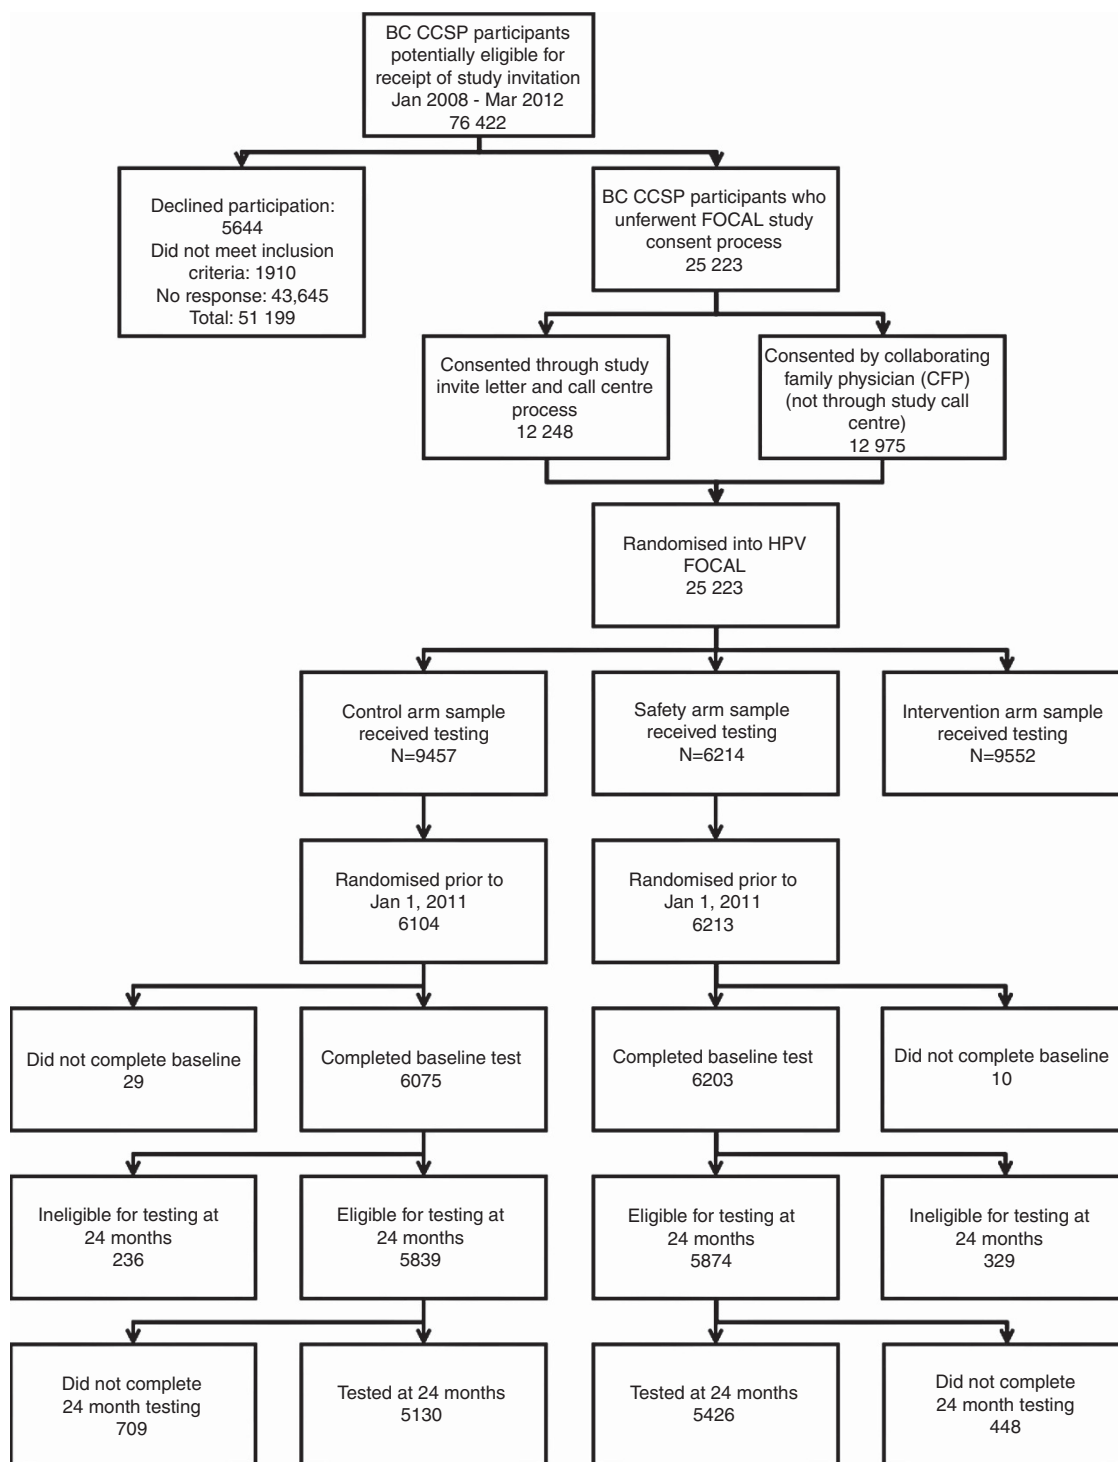 BC CCSP participants
potentially eligible for
receipt of study invitation
Jan 2008 - Mar 2012
76 422
Declined participation:
5644
Did not meet inclusion
criteria: 1910
No response: 43,645
Total: 51 199
BC CCSP participants who
unferwent FOCAL study
consent process
25 223
Consented through study
invite letter and call centre
process
12 248
Consented by collaborating
family physician (CFP)
(not through study call
centre)
12 975
Randomised into HPV
FOCAL
25 223
Control arm sample
received testing
N=9457
Safety arm sample
received testing
N=6214
Intervention arm sample
received testing
N=9552
Randomised prior to
Jan 1, 2011
6104
Randomised prior to
Jan 1, 2011
6213
Did not complete baseline
29
Completed baseline test
6075
Completed baseline test
6203
Did not complete baseline
10
Ineligible for testing at
24 months
236
Eligible for testing at
24 months
5839
Eligible for testing at
24 months
5874
Ineligible for testing at
24 months
329
Did not complete
24 month testing
709
Tested at 24 months
5130
Tested at 24 months
5426
Did not complete
24 month testing
448